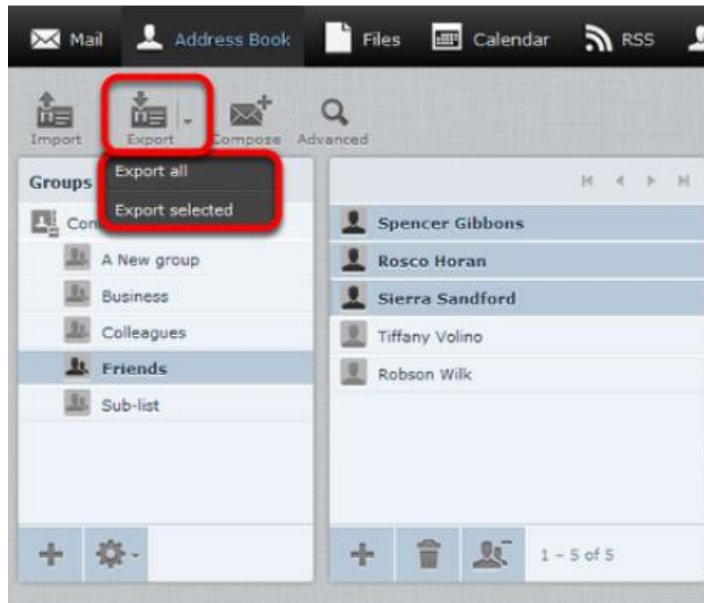 Mail Address Book Files Calendar RSS
Import Export Compose Advanced
Export all
Export selected
Groups
A New group
Business
Colleagues
Friends
Sub-list
Spencer Gibbons
Rosco Horan
Sierra Sandford
Tiffany Volino
Robson Wilk
1 – 5 of 5